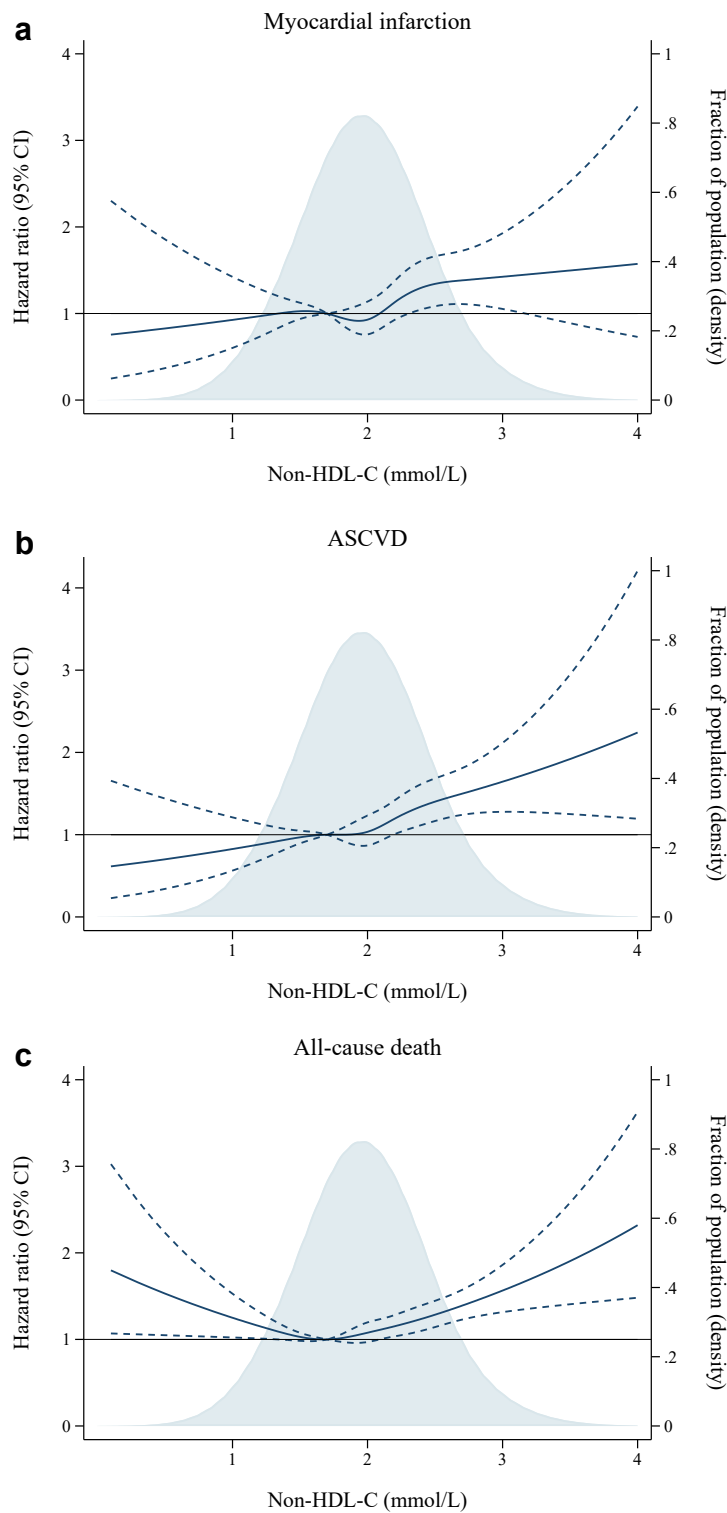 a
Myocardial infarction
4
3
2
1
0
Hazard ratio (95% CI)
1
.8
.6
.4
.2
0
Fraction of population (density)
1 2 3 4
Non-HDL-C (mmol/L)
b
ASCVD
4
3
2
1
0
Hazard ratio (95% CI)
1
.8
.6
.4
.2
0
Fraction of population (density)
1 2 3 4
Non-HDL-C (mmol/L)
c
All-cause death
4
3
2
1
0
Hazard ratio (95% CI)
1
.8
.6
.4
.2
0
Fraction of population (density)
1 2 3 4
Non-HDL-C (mmol/L)